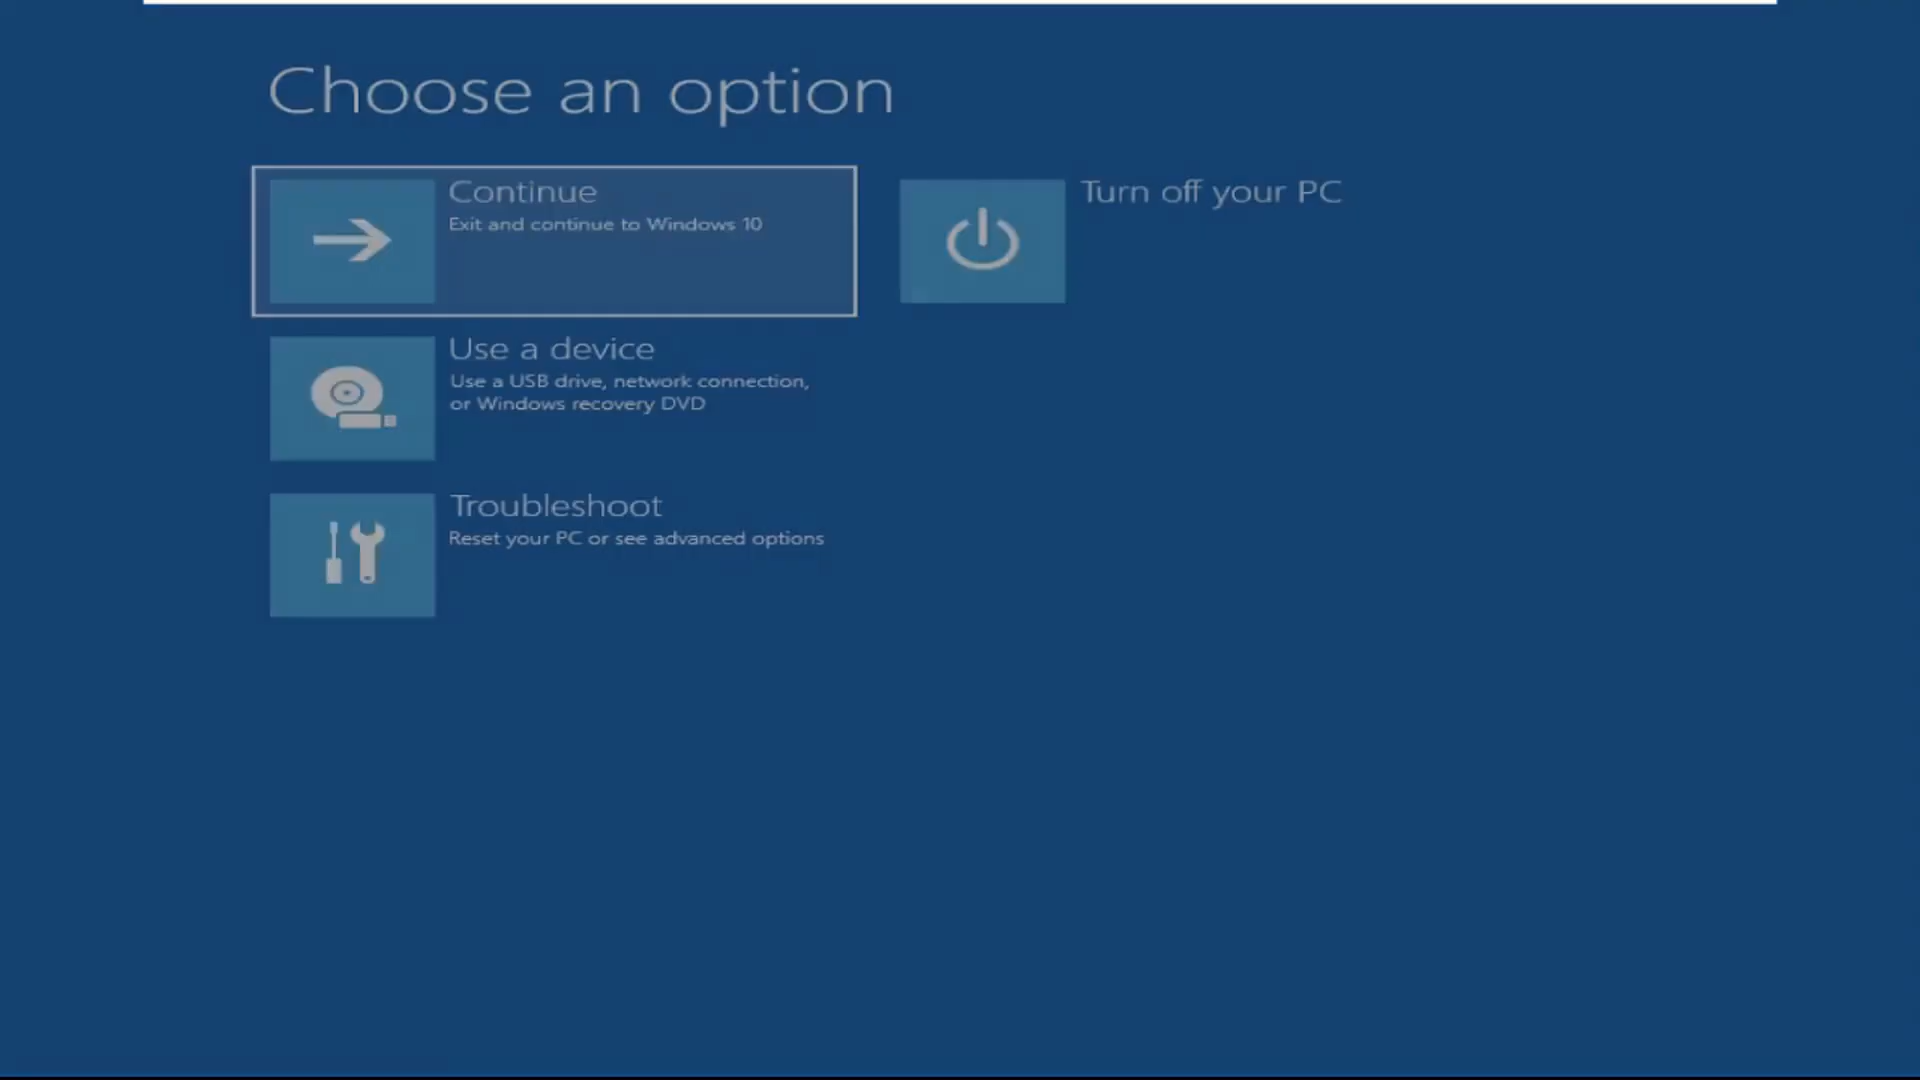 Choose an option
Continue
Exit and continue to Windows 10
Turn off your PC
Use a device
Use a USB drive, network connection,
or Windows recovery DVD
Troubleshoot
Reset your PC or see advanced options